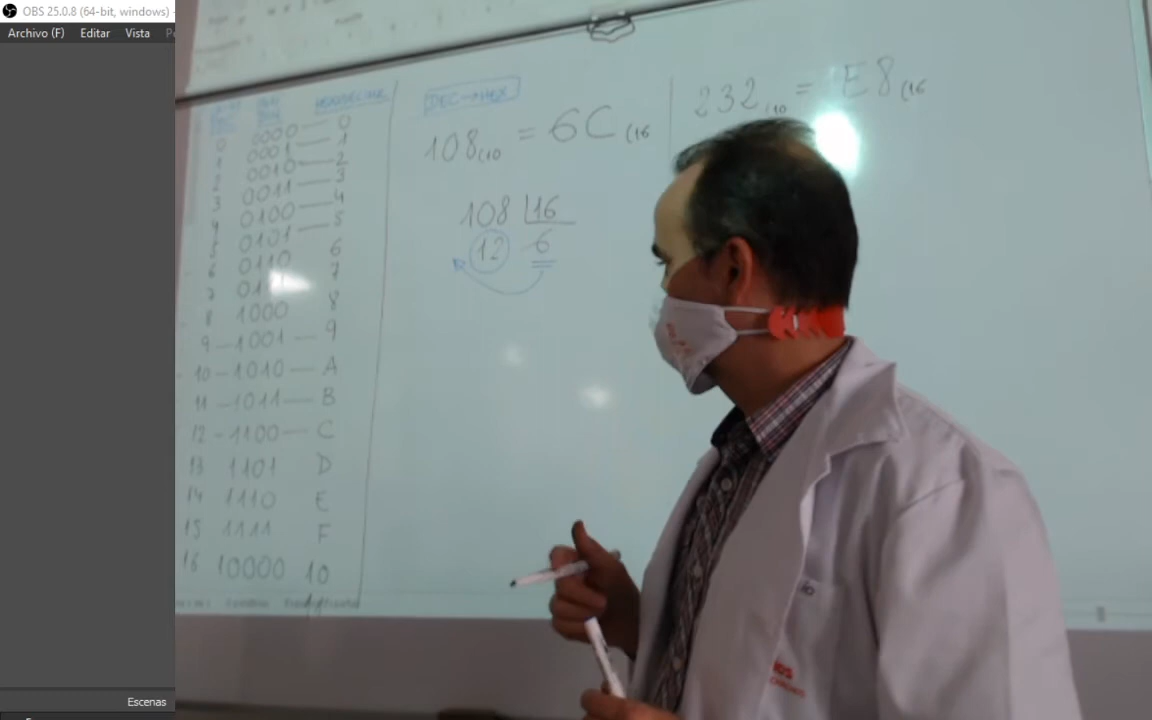 OBS 25.0.8 (64-bit, windows)
Archivo (F) Editar Vista
DEC→HEX
108(10 = 6C(16
232(10 = E8(16
108 16
12 6
0 0000 — 0
1 0001 — 1
2 0010 — 2
3 0011 — 3
4 0100 — 4
5 0101 — 5
6 0110 6
7 7
8 1000 8
9 — 1001 — 9
10 — 1010 — A
11 — 1011 — B
12 - 1100 — C
13 1101 D
14 1110 E
15 1111 F
16 10000 10
11
Escenas